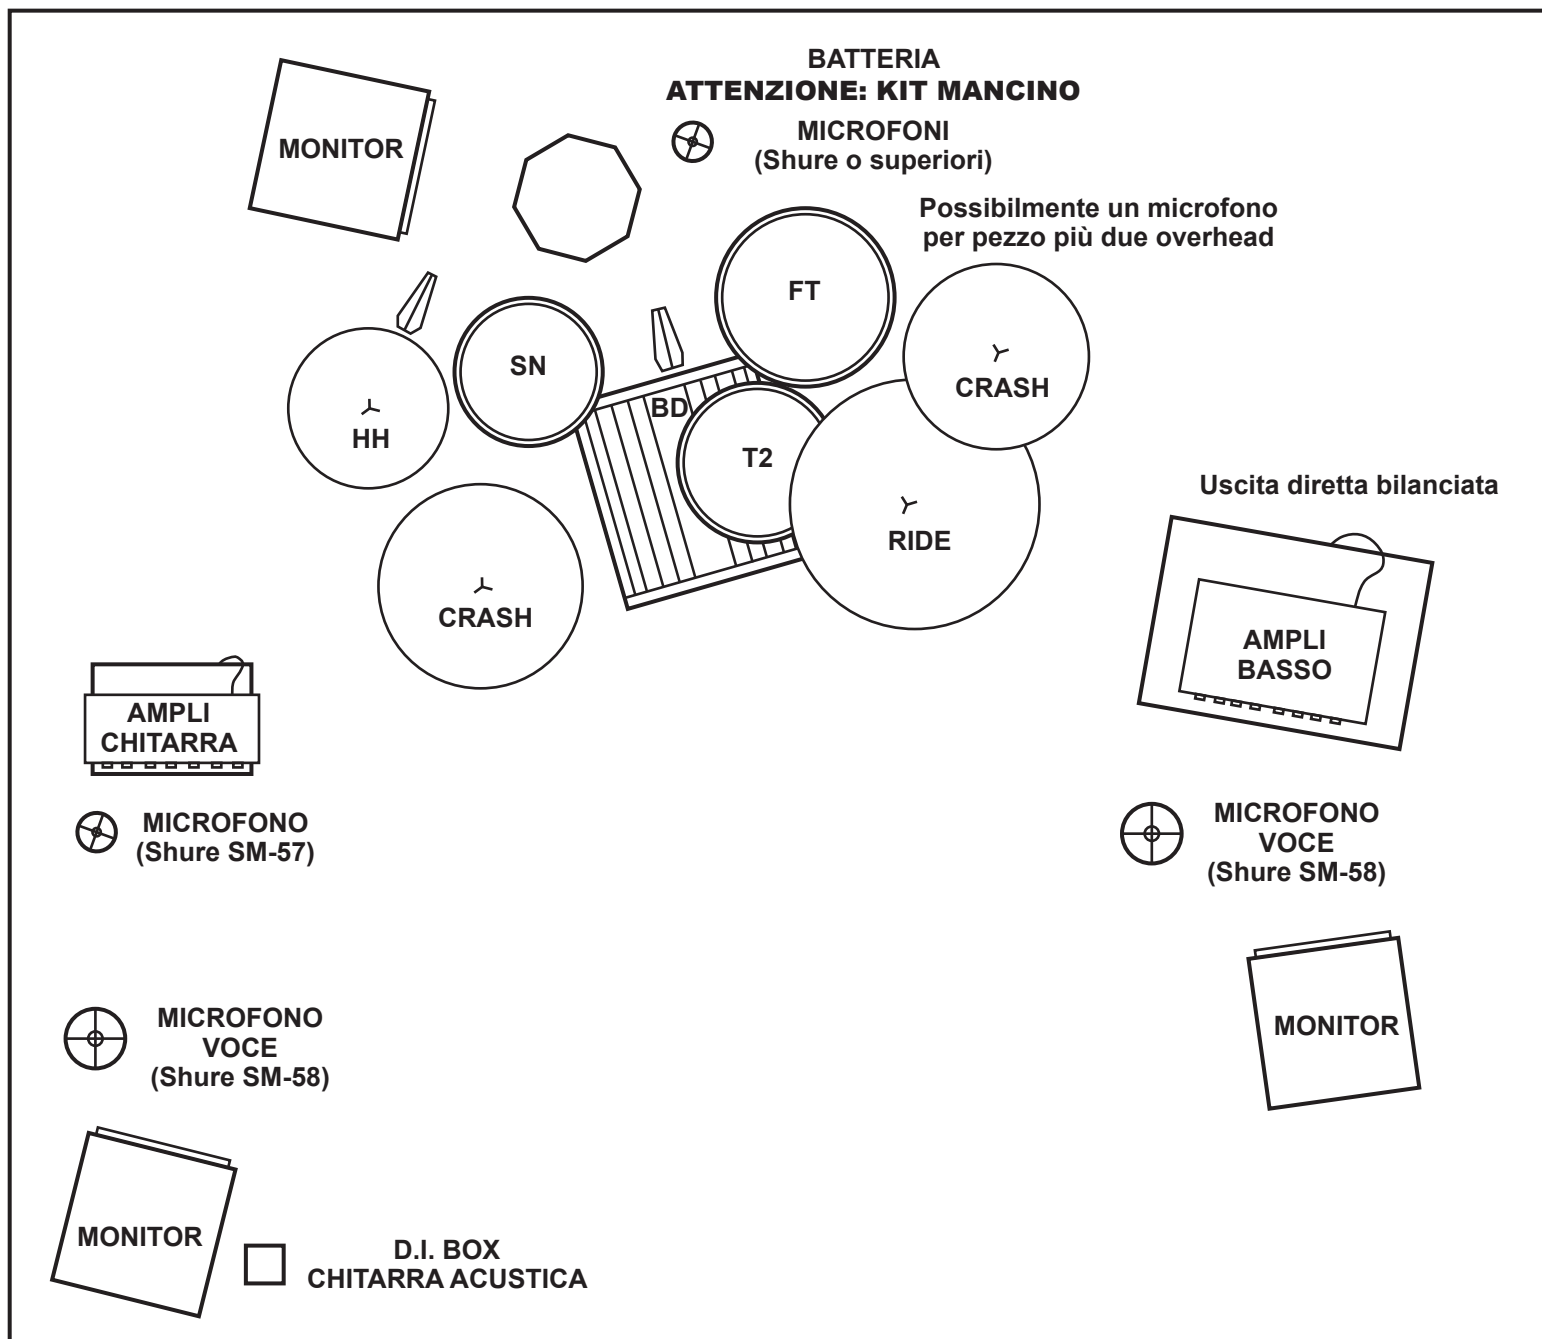 BATTERIA
ATTENZIONE: KIT MANCINO
MICROFONI
(Shure o superiori)
MONITOR
Possibilmente un microfono
per pezzo più due overhead
FT
SN
CRASH
BD
HH
T2
RIDE
CRASH
Uscita diretta bilanciata
AMPLI
BASSO
AMPLI
CHITARRA
MICROFONO
(Shure SM-57)
MICROFONO
VOCE
(Shure SM-58)
MICROFONO
VOCE
(Shure SM-58)
MONITOR
MONITOR
D.I. BOX
CHITARRA ACUSTICA